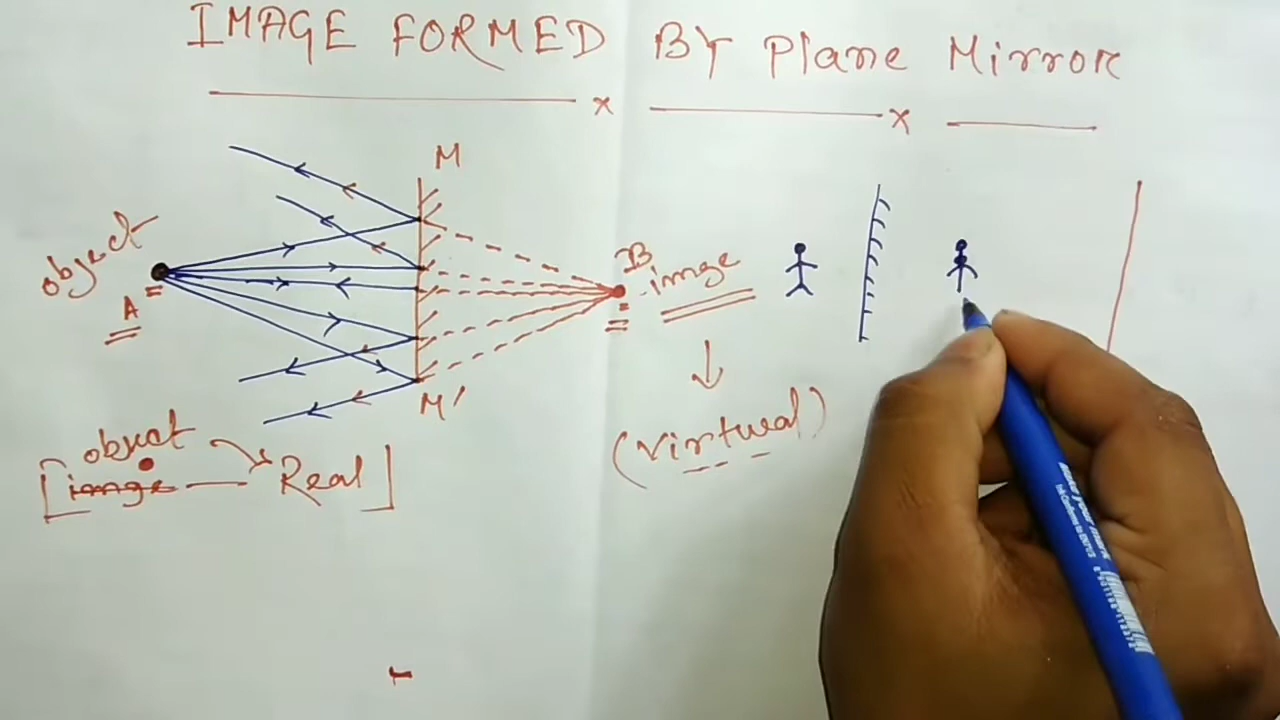 IMAGE FORMED BY Plane Mirror
M
object
A
B
image
M'
(Virtual)
object
[image — Real]